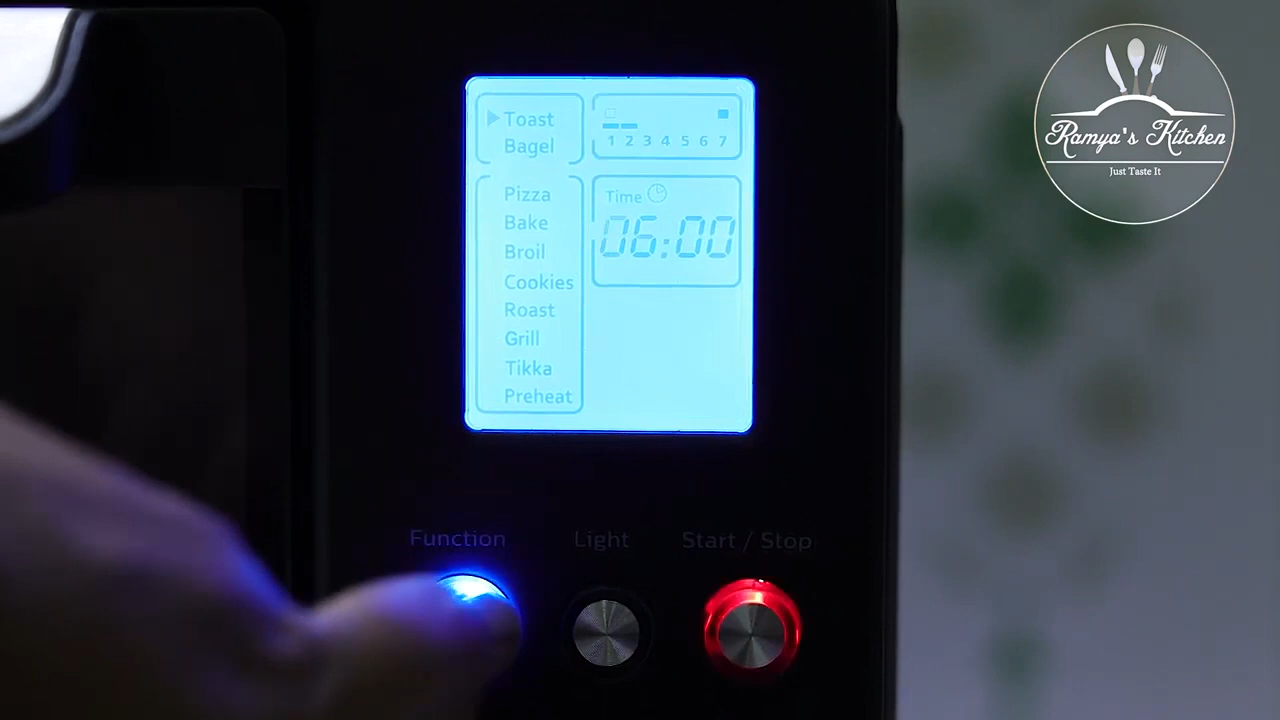 Toast
Bagel
1 2 3 4 5 6 7
Pizza
Bake
Broil
Cookies
Roast
Grill
Tikka
Preheat
Time
06:00
Function
Light
Start / Stop
Ramya's Kitchen
Just Taste It